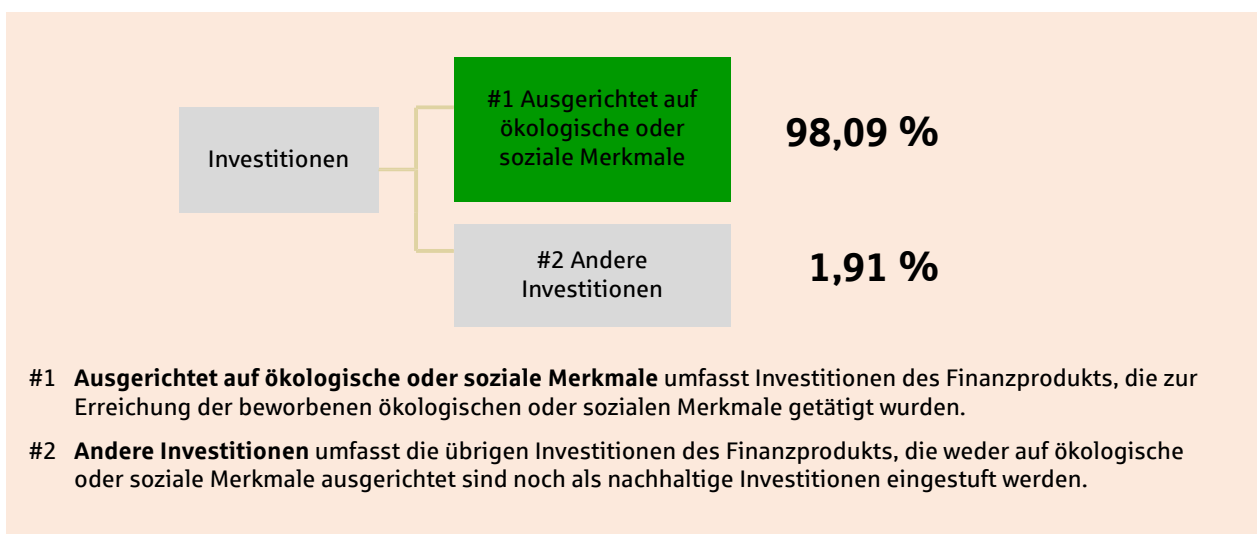 Investitionen
#1 Ausgerichtet auf
ökologische oder
soziale Merkmale
98,09 %
#2 Andere
Investitionen
1,91 %
#1 Ausgerichtet auf ökologische oder soziale Merkmale umfasst Investitionen des Finanzprodukts, die zur
Erreichung der beworbenen ökologischen oder sozialen Merkmale getätigt wurden.
#2 Andere Investitionen umfasst die übrigen Investitionen des Finanzprodukts, die weder auf ökologische
oder soziale Merkmale ausgerichtet sind noch als nachhaltige Investitionen eingestuft werden.